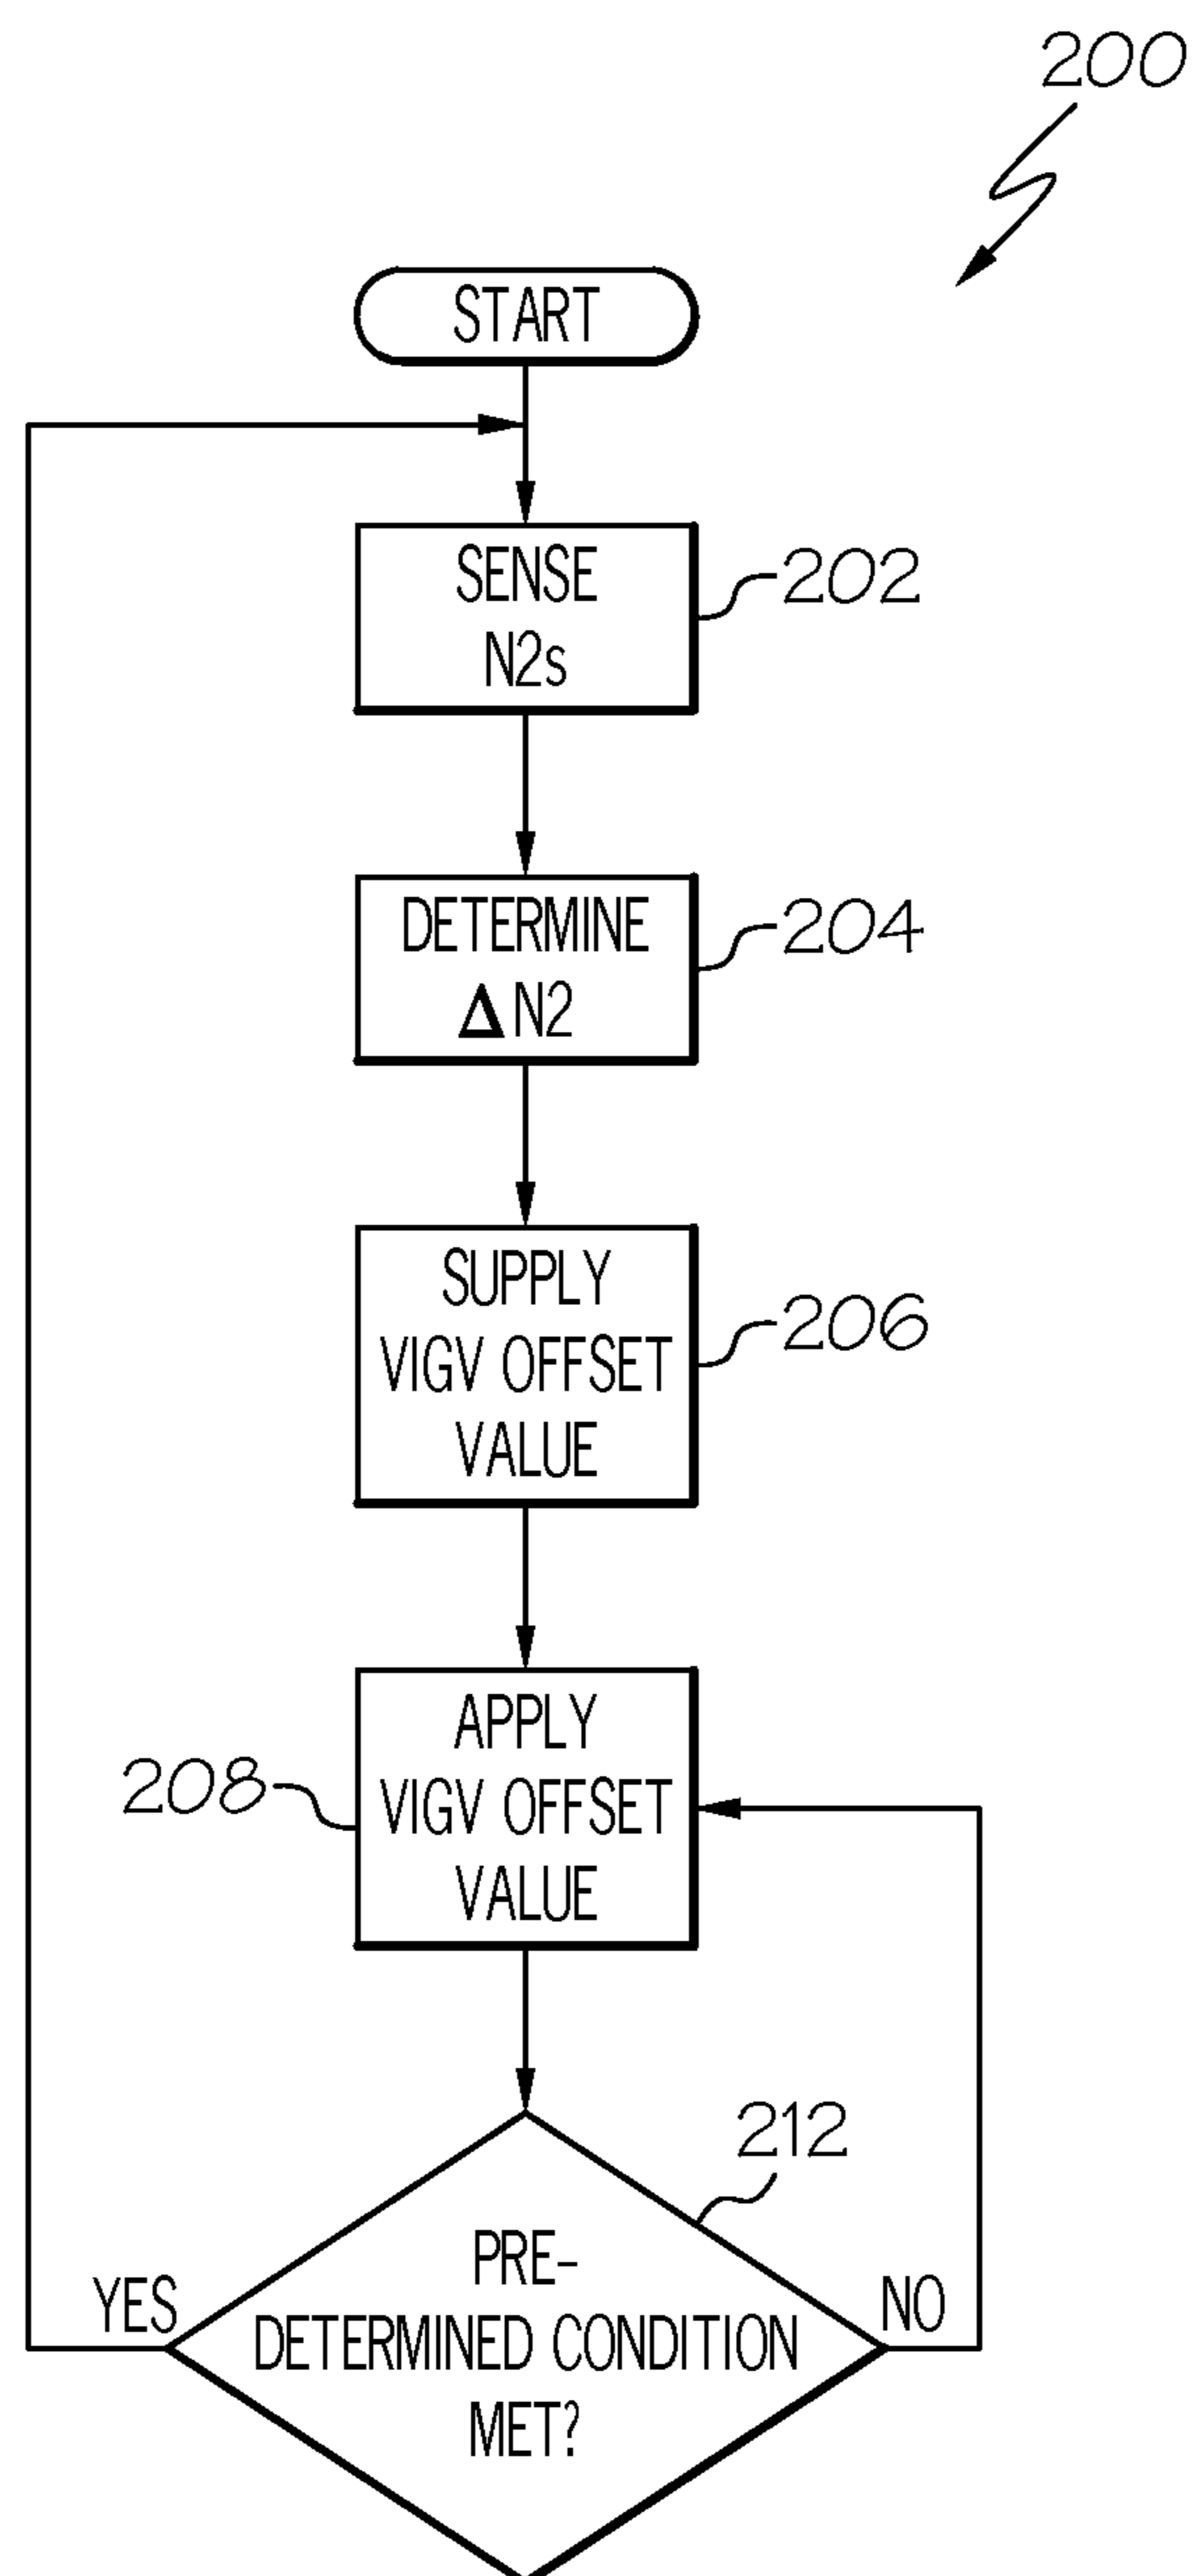 200
START
SENSE
N2s
202
DETERMINE
Δ N2
204
SUPPLY
VIGV OFFSET
VALUE
206
APPLY
VIGV OFFSET
VALUE
208
212
PRE-
DETERMINED CONDITION
MET?
YES
NO